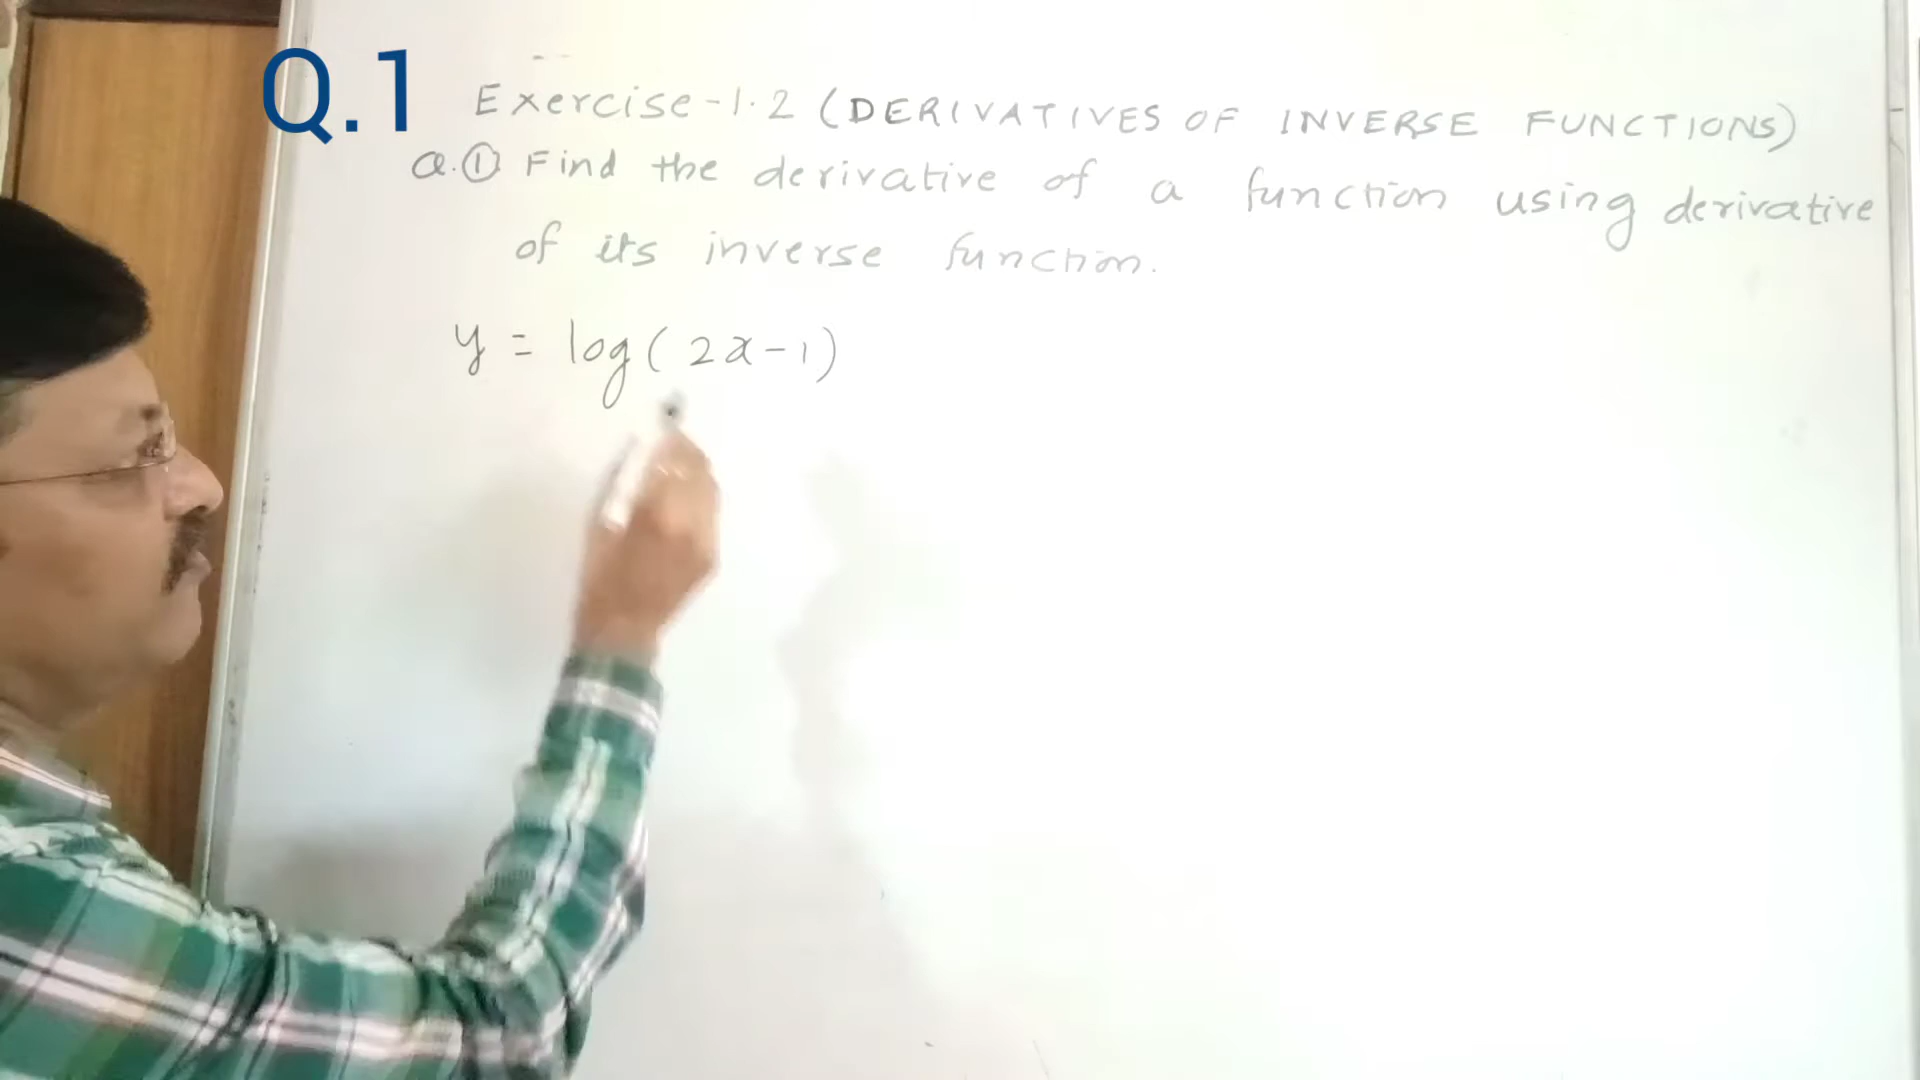 Q.1
Exercise-1.2 (DERIVATIVES OF INVERSE FUNCTIONS)
Q.① Find the derivative of a function using derivative
of its inverse function.
y = log(2x-1)